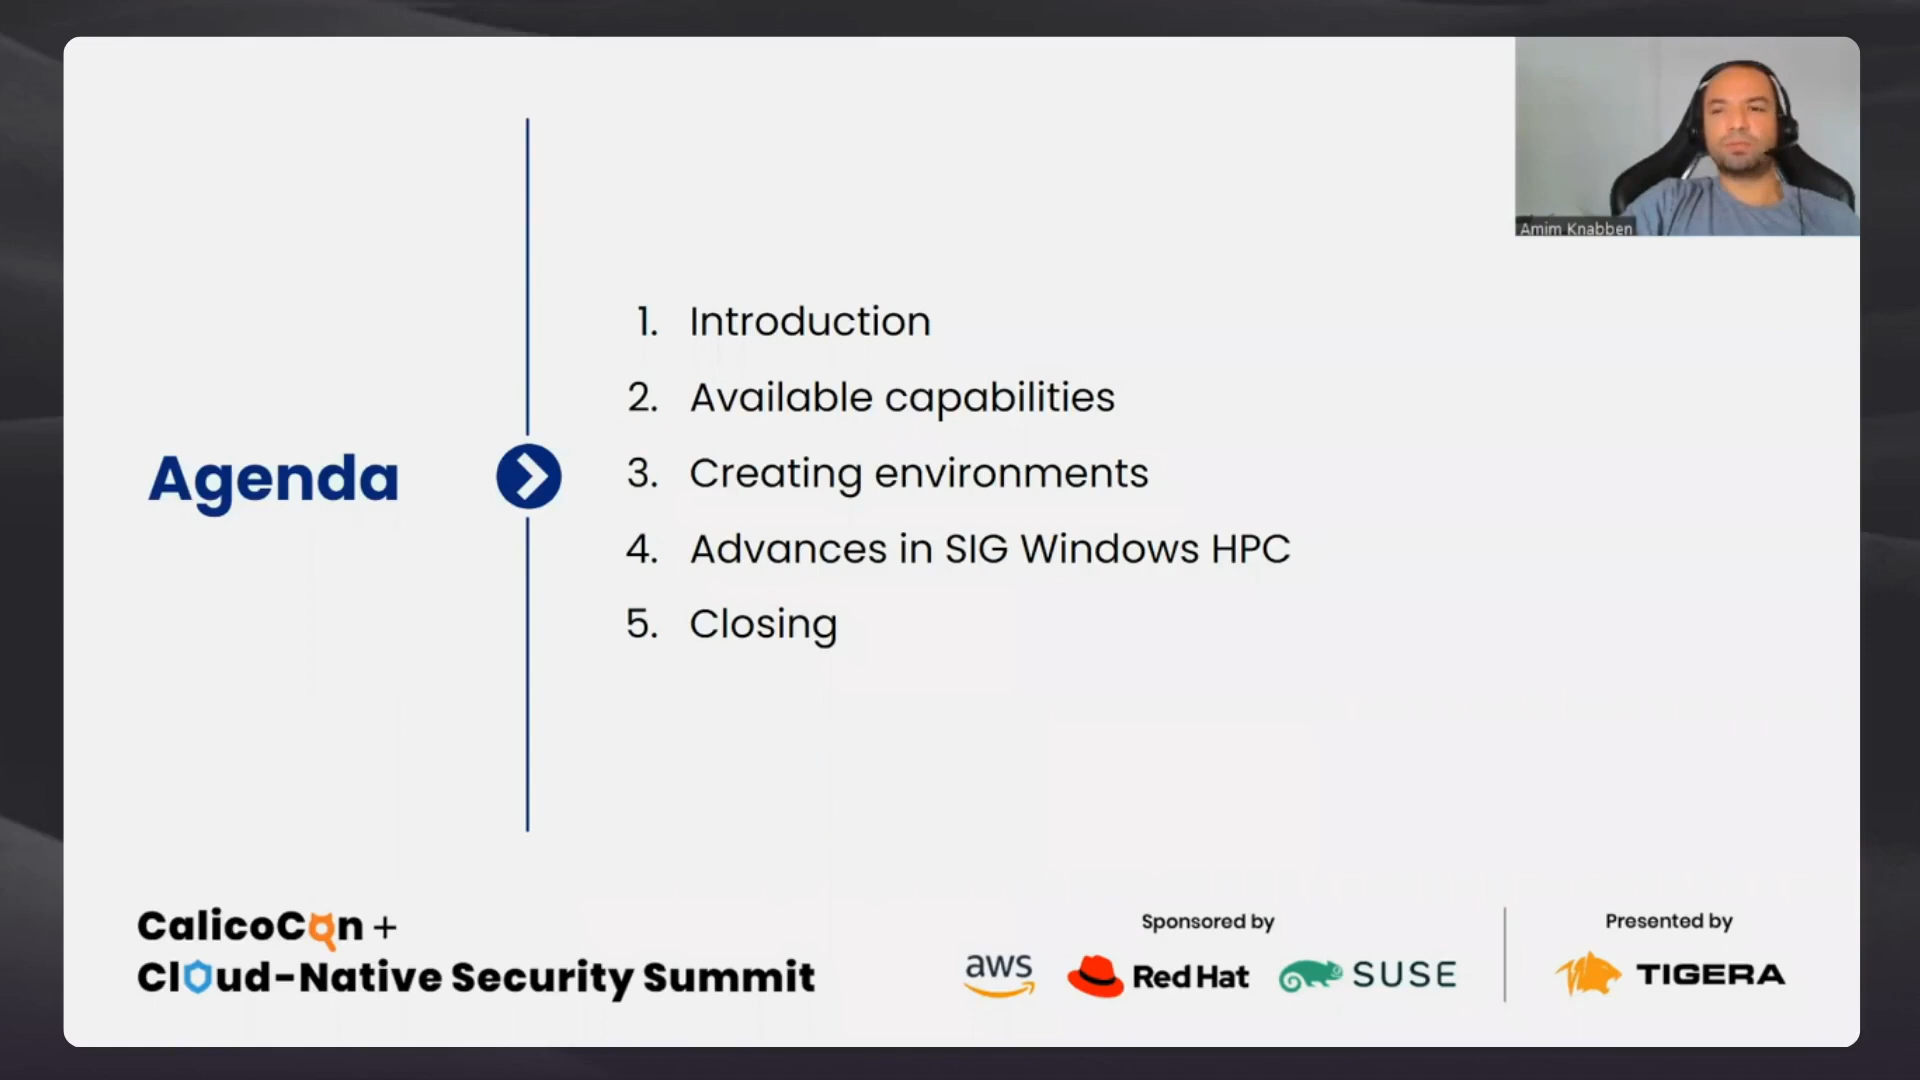 Amim Knabben
Agenda
1. Introduction
2. Available capabilities
3. Creating environments
4. Advances in SIG Windows HPC
5. Closing
CalicoCon +
Cloud-Native Security Summit
Sponsored by
aws
Red Hat
SUSE
Presented by
TIGERA